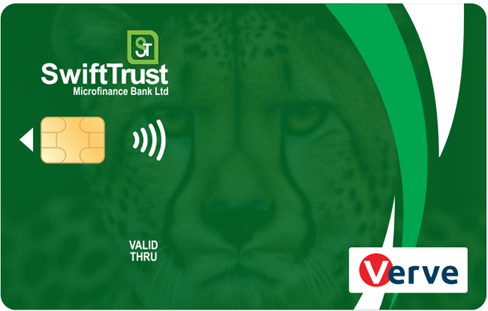 ST
SwiftTrust
Microfinance Bank Ltd
VALID
THRU
Verve